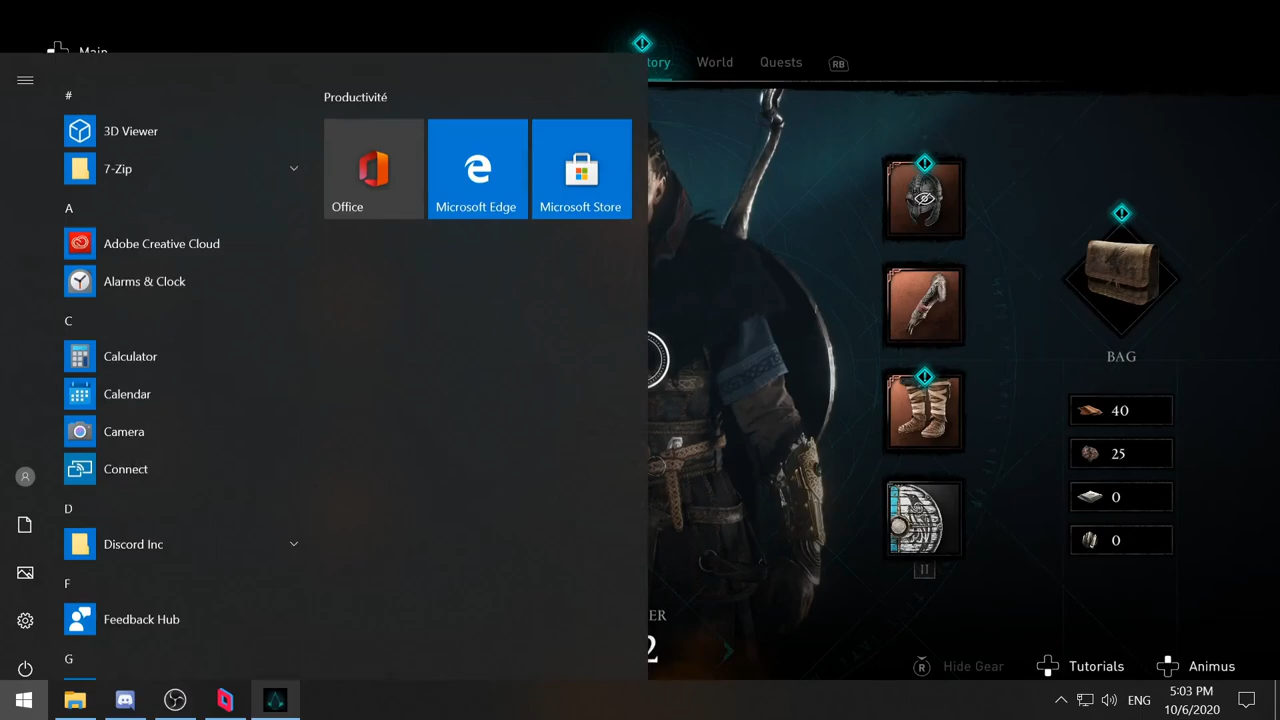 Main
tory
World
Quests
RB
#
3D Viewer
7-Zip
A
Adobe Creative Cloud
Alarms & Clock
C
Calculator
Calendar
Camera
Connect
D
Discord Inc
F
Feedback Hub
G
Productivité
Office
Microsoft Edge
Microsoft Store
BAG
40
25
0
0
II
ER
2
R
Hide Gear
Tutorials
Animus
ENG
5:03 PM
10/6/2020